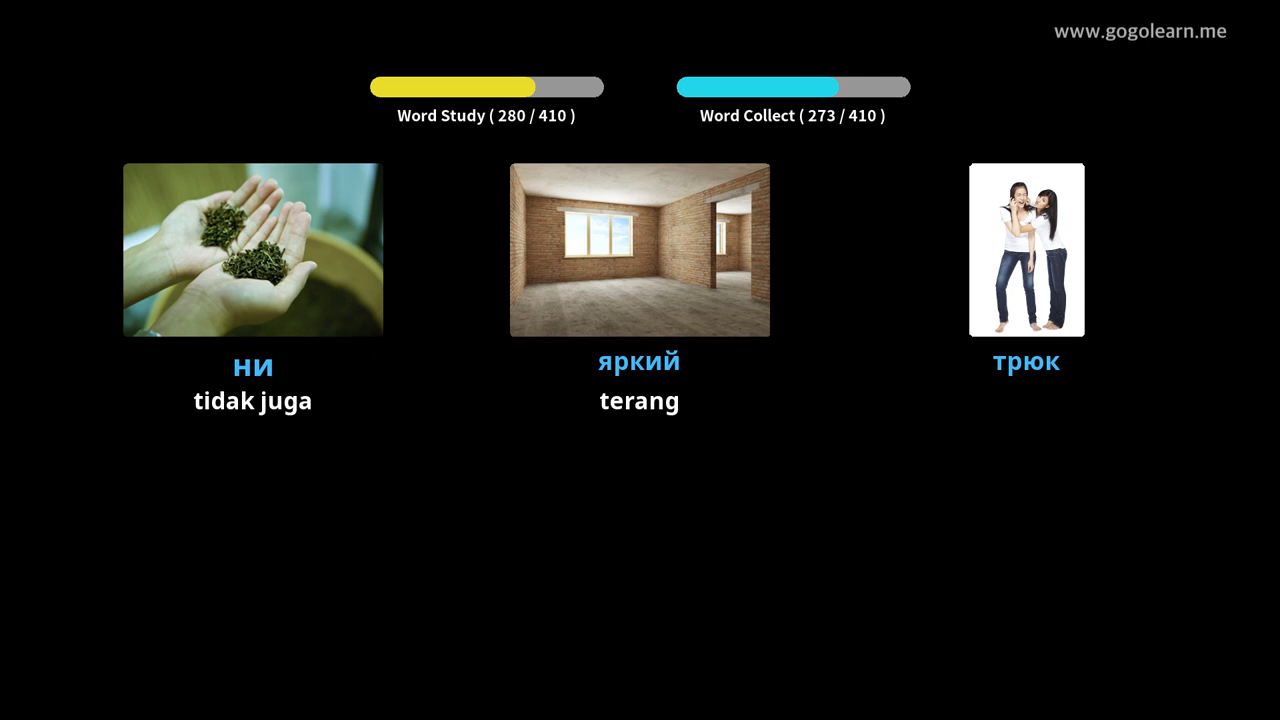 www.gogolearn.me
Word Study ( 280 / 410 )
Word Collect ( 273 / 410 )
ни
tidak juga
яркий
terang
трюк